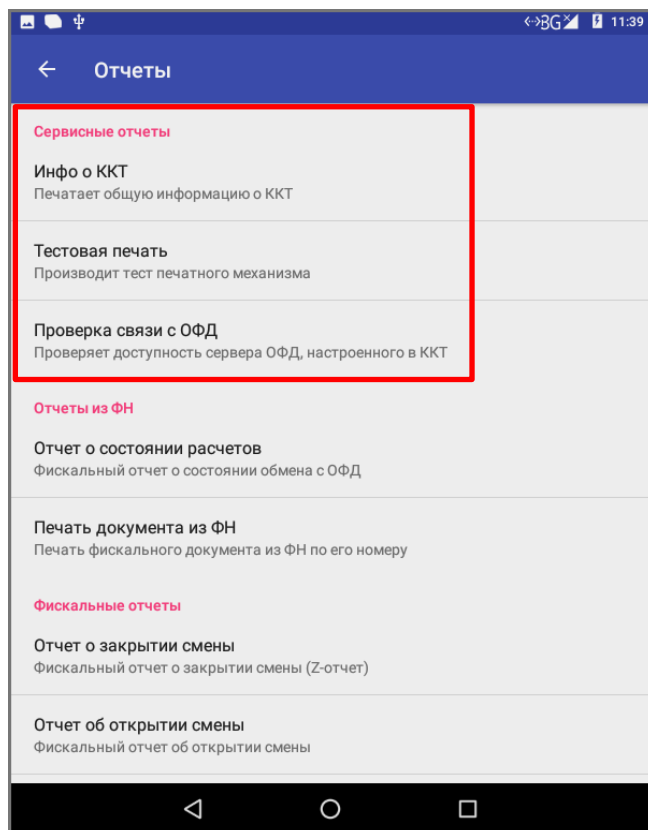 11:39
Отчеты
Сервисные отчеты
Инфо о ККТ
Печатает общую информацию о ККТ
Тестовая печать
Производит тест печатного механизма
Проверка связи с ОФД
Проверяет доступность сервера ОФД, настроенного в ККТ
Отчеты из ФН
Отчет о состоянии расчетов
Фискальный отчет о состоянии обмена с ОФД
Печать документа из ФН
Печать фискального документа из ФН по его номеру
Фискальные отчеты
Отчет о закрытии смены
Фискальный отчет о закрытии смены (Z-отчет)
Отчет об открытии смены
Фискальный отчет об открытии смены